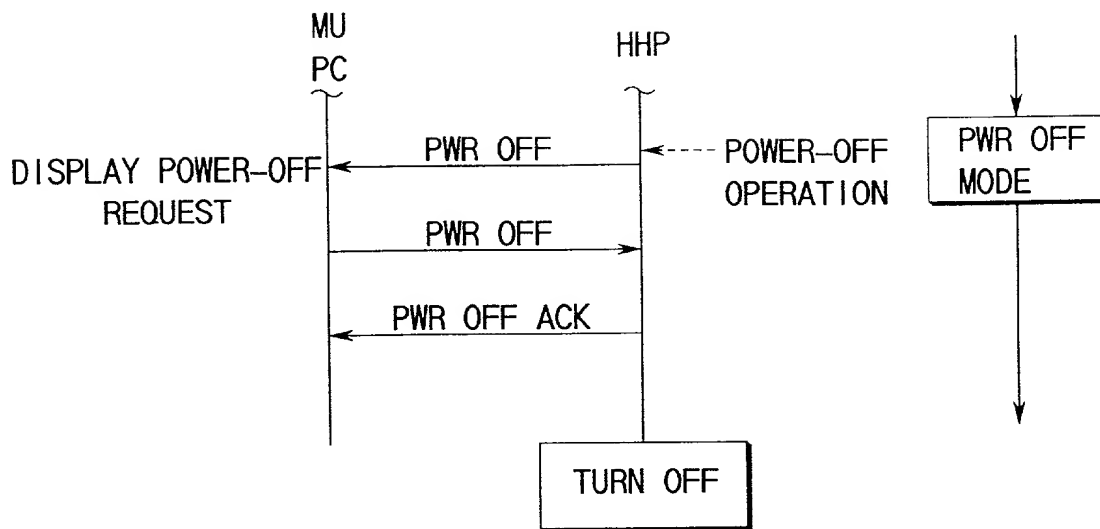 MU
PC
HHP
PWR OFF
POWER-OFF
OPERATION
PWR OFF
MODE
DISPLAY POWER-OFF
REQUEST
PWR OFF
PWR OFF ACK
TURN OFF